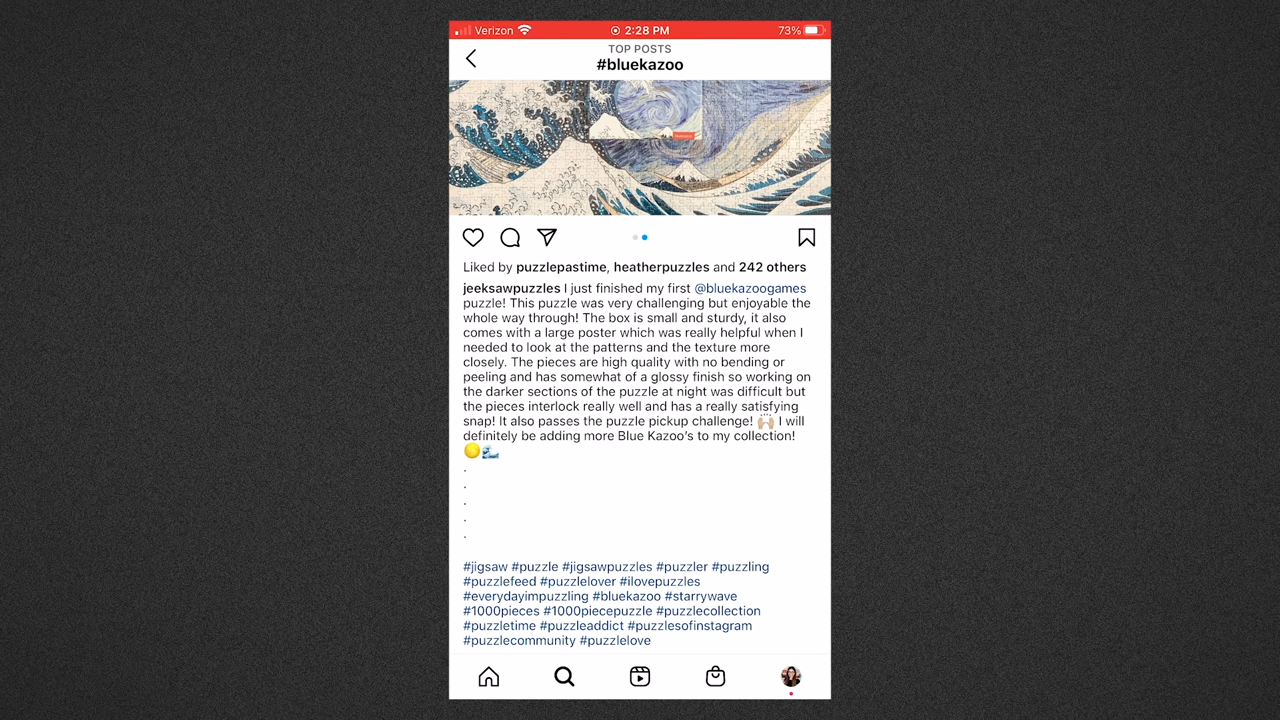 Verizon 2:28 PM 73%
TOP POSTS
#bluekazoo
Liked by puzzlepastime, heatherpuzzles and 242 others
jeeksawpuzzles I just finished my first @bluekazoogames
puzzle! This puzzle was very challenging but enjoyable the
whole way through! The box is small and sturdy, it also
comes with a large poster which was really helpful when I
needed to look at the patterns and the texture more
closely. The pieces are high quality with no bending or
peeling and has somewhat of a glossy finish so working on
the darker sections of the puzzle at night was difficult but
the pieces interlock really well and has a really satisfying
snap! It also passes the puzzle pickup challenge! 🙌🏼 I will
definitely be adding more Blue Kazoo's to my collection!
🌕🌊
.
.
.
.
.
#jigsaw #puzzle #jigsawpuzzles #puzzler #puzzling
#puzzlefeed #puzzlelover #ilovepuzzles
#everydayimpuzzling #bluekazoo #starrywave
#1000pieces #1000piecepuzzle #puzzlecollection
#puzzletime #puzzleaddict #puzzlesofinstagram
#puzzlecommunity #puzzlelove